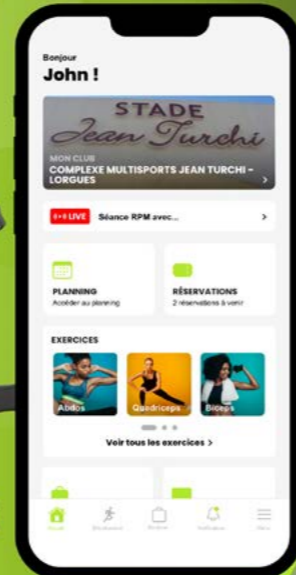 Bonjour
John !
STADE
Jean Turchi
MON CLUB
COMPLEXE MULTISPORTS JEAN TURCHI -
LORGUES
LIVE Séance RPM avec...
PLANNING
Accéder au planning
RÉSERVATIONS
2 réservations à venir
EXERCICES
Abdos
Quadriceps
Biceps
Voir tous les exercices >